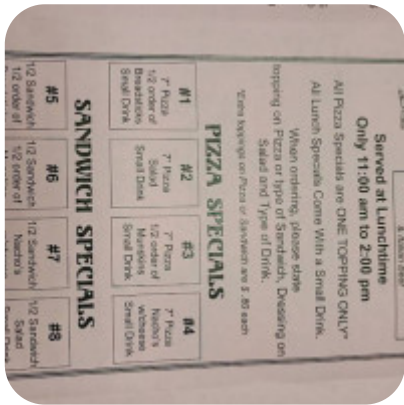 Served at Lunchtime
Only 11:00 am to 2:00 pm
All Pizza Specials are ONE TOPPING ONLY*
All Lunch Specials Come With a Small Drink.
When ordering, please state
topping on Pizza or type of Sandwich, Dressing on
Salad and Type of Drink.
*Extra toppings on Pizza or Sandwich are $ .80 each
PIZZA SPECIALS
#1
7" Pizza
1/2 order of
Breadsticks
Small Drink
#2
7" Pizza
Salad
Small Drink
#3
7" Pizza
1/2 order of
Munskins
Small Drink
#4
7" Pizza
Nacho's
w/cheese
Small Drink
SANDWICH SPECIALS
#5
1/2 Sandwich
1/2 order of
#6
1/2 Sandwich
1/2 order of
#7
1/2 Sandwich
Nacho's
#8
1/2 Sandwich
Salad